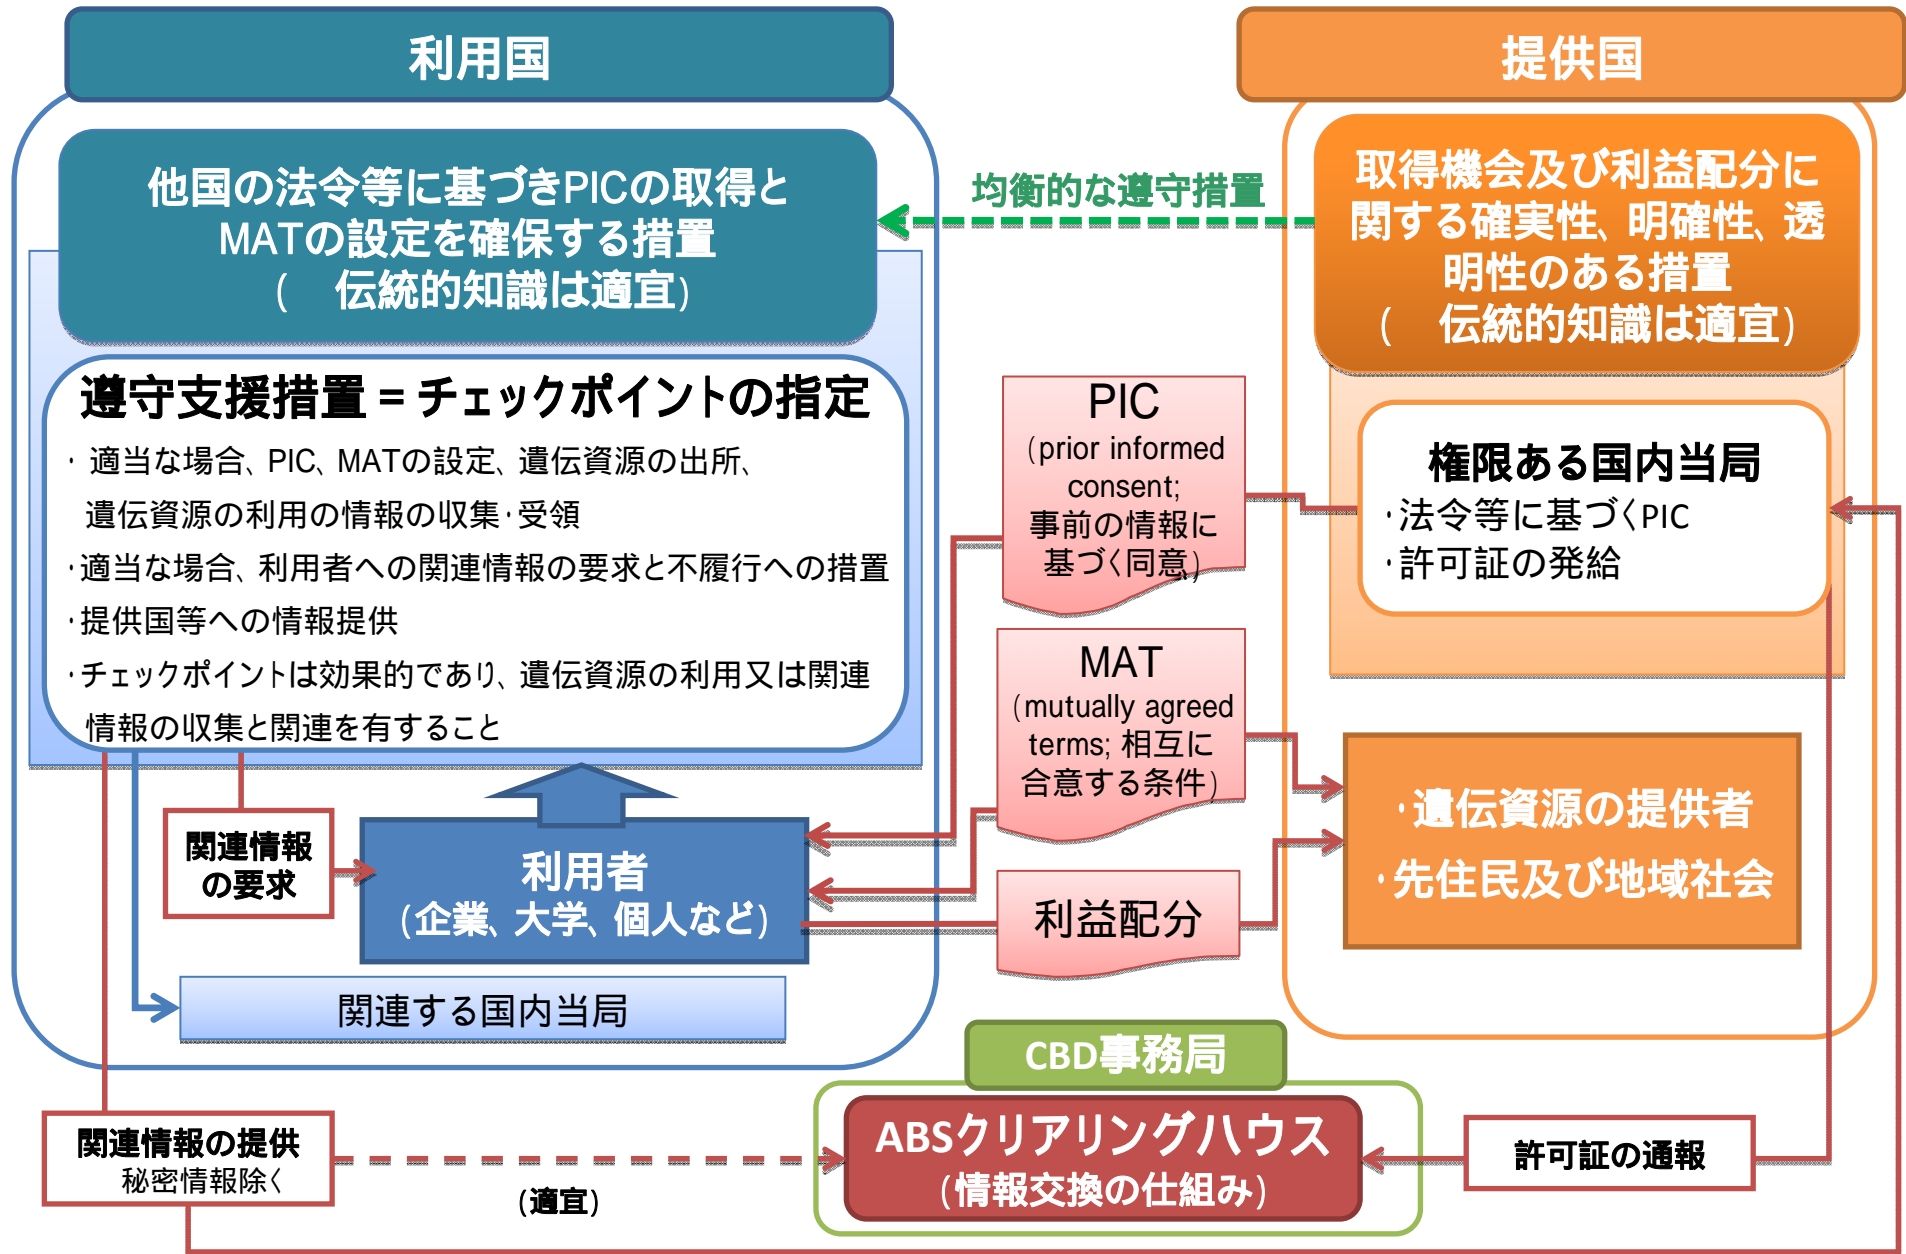 利用国
他国の法令等に基づきPICの取得と
MATの設定を確保する措置
(　伝統的知識は適宜)
遵守支援措置 = チェックポイントの指定
・ 適当な場合、PIC、MATの設定、遺伝資源の出所、
遺伝資源の利用の情報の収集・受領
・適当な場合、利用者への関連情報の要求と不履行への措置
・提供国等への情報提供
・チェックポイントは効果的であり、遺伝資源の利用又は関連
情報の収集と関連を有すること
関連情報
の要求
利用者
(企業、大学、個人など)
関連する国内当局
均衡的な遵守措置
PIC
(prior informed
consent;
事前の情報に
基づく同意)
MAT
(mutually agreed
terms; 相互に
合意する条件)
利益配分
提供国
取得機会及び利益配分に
関する確実性、明確性、透
明性のある措置
(　伝統的知識は適宜)
権限ある国内当局
・法令等に基づくPIC
・許可証の発給
・遺伝資源の提供者
・先住民及び地域社会
CBD事務局
ABSクリアリングハウス
(情報交換の仕組み)
関連情報の提供
秘密情報除く
(適宜)
許可証の通報